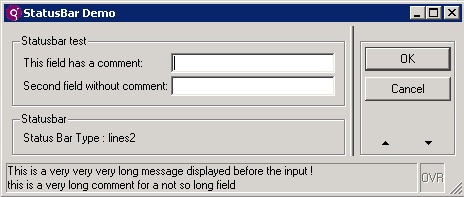 StatusBar Demo
Statusbar test
This field has a comment:
Second field without comment:
OK
Cancel
Statusbar
Status Bar Type : lines2
This is a very very very long message displayed before the input !
this is a very long comment for a not so long field
OVR